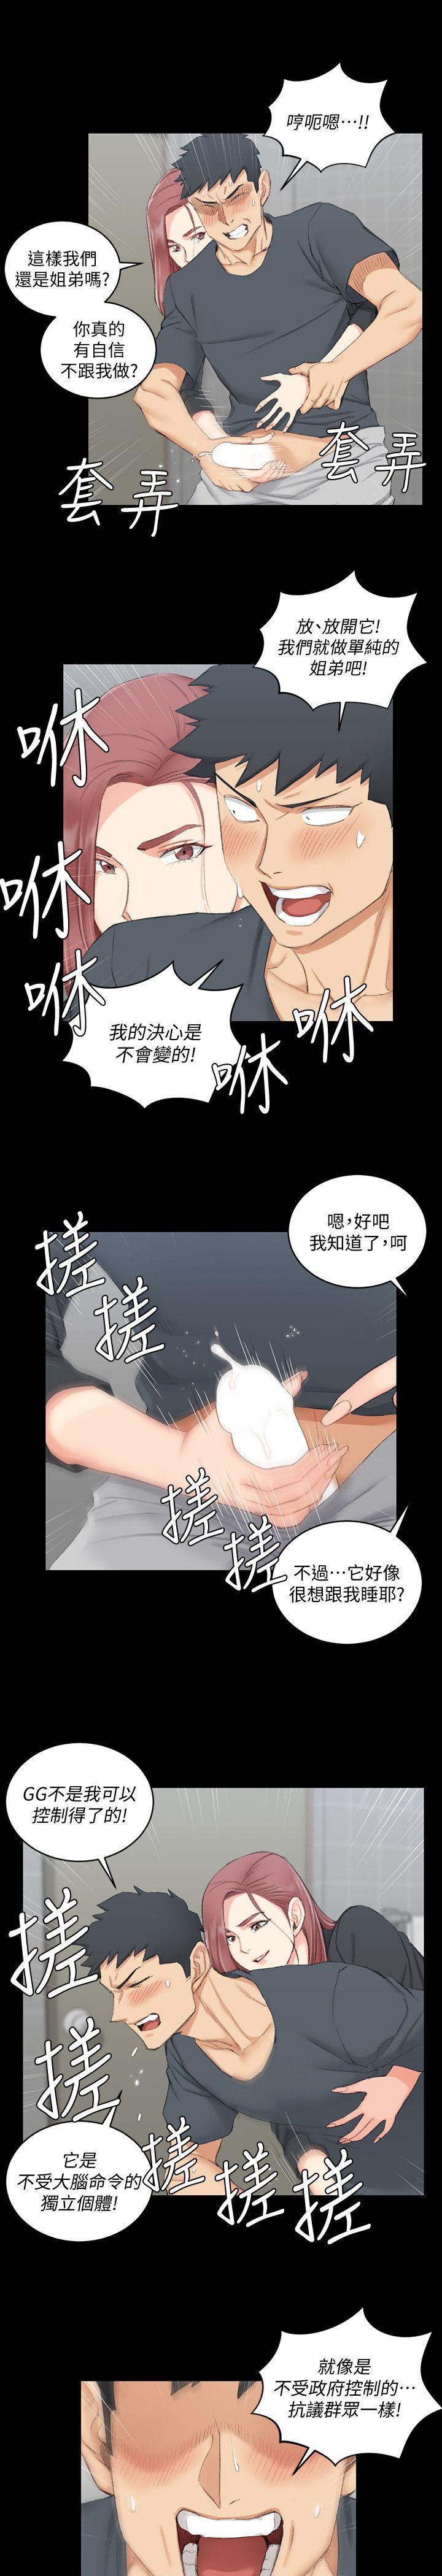 哼呃嗯…!!
這樣我們
還是姐弟嗎?
你真的
有自信
不跟我做?
套弄
套弄
放、放開它!
我們就做單純的
姐弟吧!
咻
咻
咻
我的決心是
不會變的!
咻
咻
嗯,好吧
我知道了,呵
搓
搓
搓
搓
不過…它好像
很想跟我睡耶?
GG不是我可以
控制得了的!
搓
搓
它是
不受大腦命令的
獨立個體!
搓
搓
搓
就像是
不受政府控制的…
抗議群眾一樣!